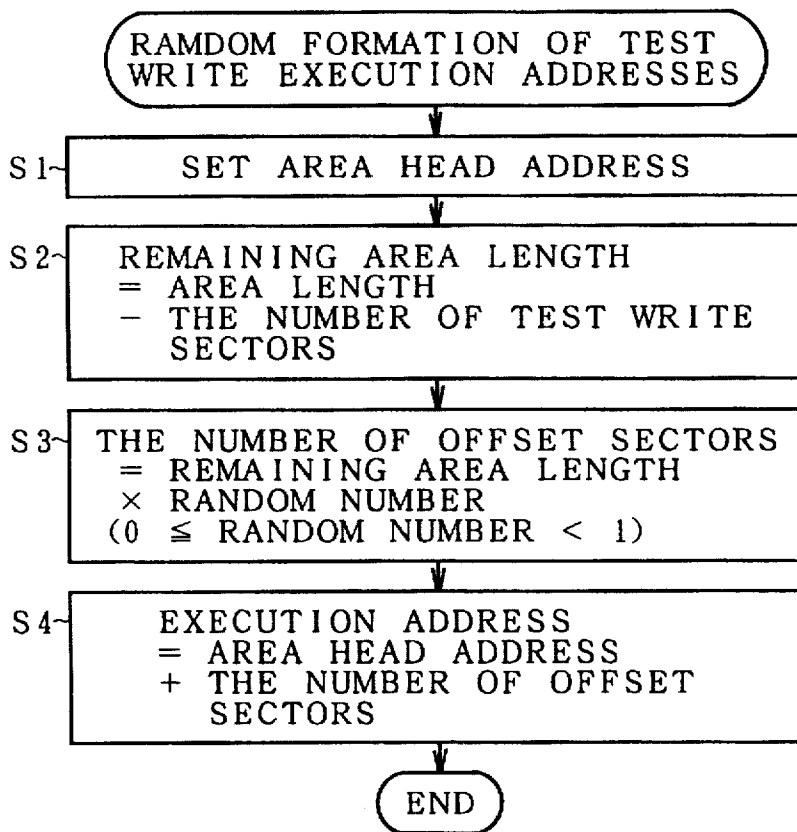 RAMDOM FORMATION OF TEST
WRITE EXECUTION ADDRESSES
S1~ SET AREA HEAD ADDRESS
S2~ REMAINING AREA LENGTH
= AREA LENGTH
− THE NUMBER OF TEST WRITE
SECTORS
S3~ THE NUMBER OF OFFSET SECTORS
= REMAINING AREA LENGTH
× RANDOM NUMBER
(0 ≦ RANDOM NUMBER < 1)
S4~ EXECUTION ADDRESS
= AREA HEAD ADDRESS
+ THE NUMBER OF OFFSET
SECTORS
END